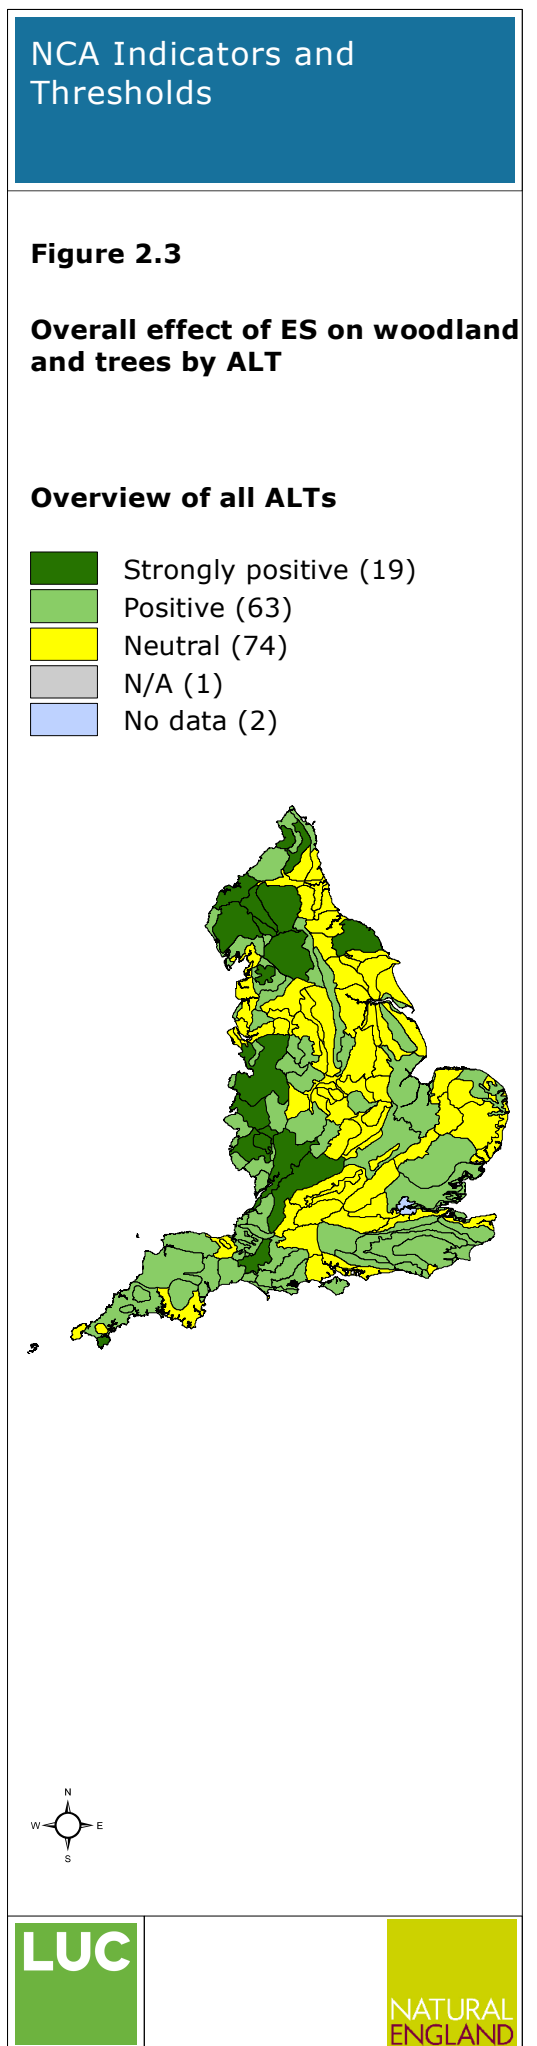 NCA Indicators and
Thresholds
Figure 2.3
Overall effect of ES on woodland
and trees by ALT
Overview of all ALTs
Strongly positive (19)
Positive (63)
Neutral (74)
N/A (1)
No data (2)
N
W E
S
LUC
NATURAL
ENGLAND